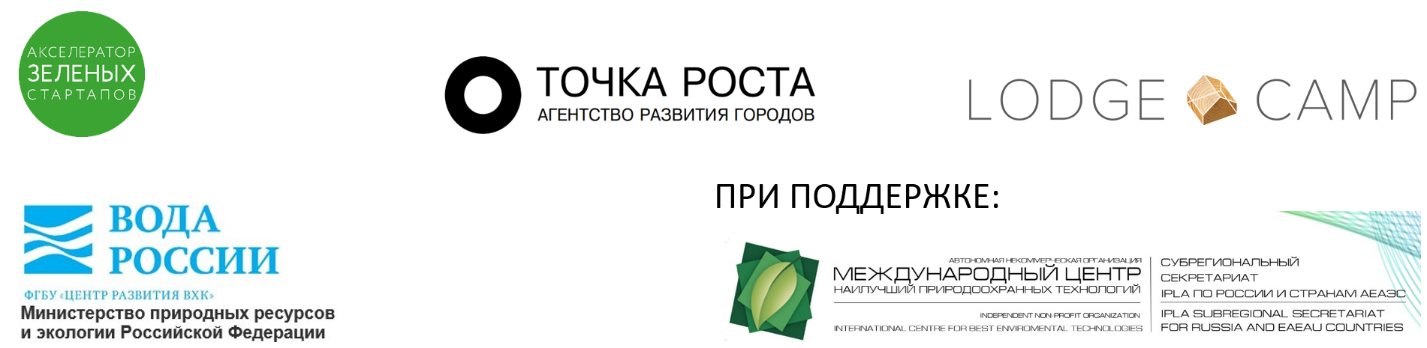 АКСЕЛЕРАТОР
ЗЕЛЕНЫХ
СТАРТАПОВ
ТОЧКА РОСТА
АГЕНТСТВО РАЗВИТИЯ ГОРОДОВ
LODGE CAMP
ВОДА
РОССИИ
ФГБУ «ЦЕНТР РАЗВИТИЯ ВХК»
Министерство природных ресурсов
и экологии Российской Федерации
ПРИ ПОДДЕРЖКЕ:
АВТОНОМНАЯ НЕКОММЕРЧЕСКАЯ ОРГАНИЗАЦИЯ
МЕЖДУНАРОДНЫЙ ЦЕНТР
НАИЛУЧШИЙ ПРИРОДООХРАННЫХ ТЕХНОЛОГИЙ
INDEPENDENT NON-PROFIT ORGANIZATION
INTERNATIONAL CENTRE FOR BEST ENVIROMENTAL TECHNOLOGIES
СУБРЕГИОНАЛЬНЫЙ
СЕКРЕТАРИАТ
IPLA ПО РОССИИ И СТРАНАМ АЕАЭС
IPLA SUBREGIONAL SECRETARIAT
FOR RUSSIA AND EAEAU COUNTRIES